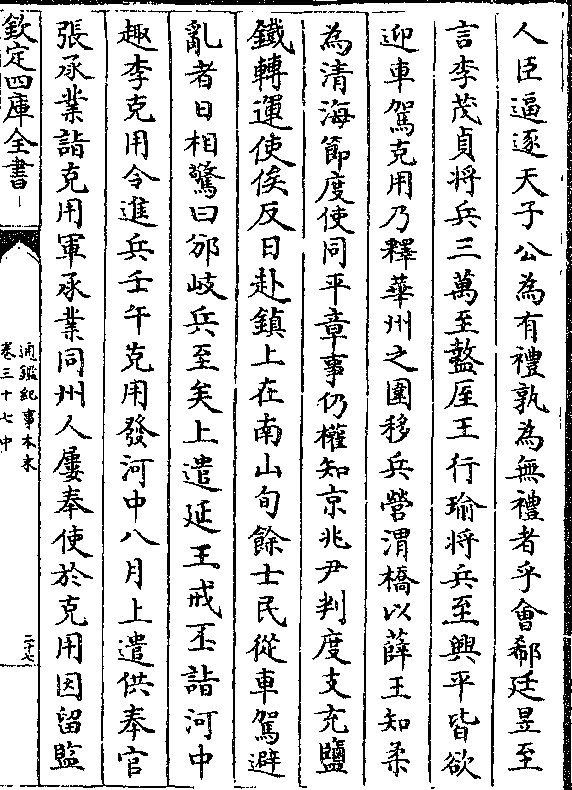 人臣逼逐天子公為有禮孰為無禮者乎會郗廷昱至
言李茂貞将兵三萬至盩厔王行瑜将兵至興平皆欲
迎車駕克用乃釋華州之圍移兵營渭橋以薛王知柔
為清海節度使同平章事仍權知京兆尹判度支充鹽
鐵轉運使俟反日赴鎮上在南山旬餘士民從車駕避
亂者日相驚曰邠岐兵至矣上遣延王戒丕詣河中
趣李克用令進兵壬午克用發河中八月上遣供奉官
張承業詣克用軍承業同州人屢奉使於克用因留監
欽定四庫全書
通鑑紀事本末
卷三十七中
二十七